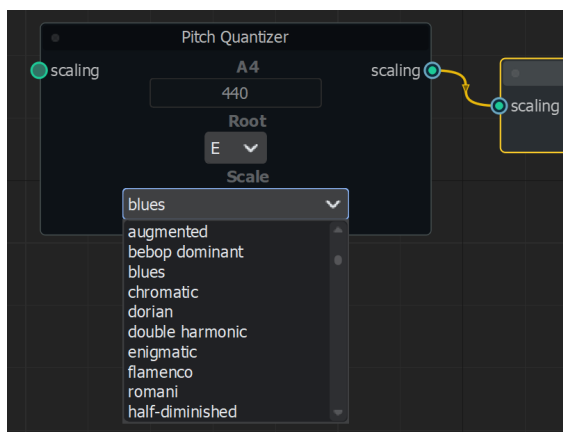 Pitch Quantizer
scaling
A4
scaling
440
scaling
Root
E
Scale
blues
augmented
bebop dominant
blues
chromatic
dorian
double harmonic
enigmatic
flamenco
romani
half-diminished